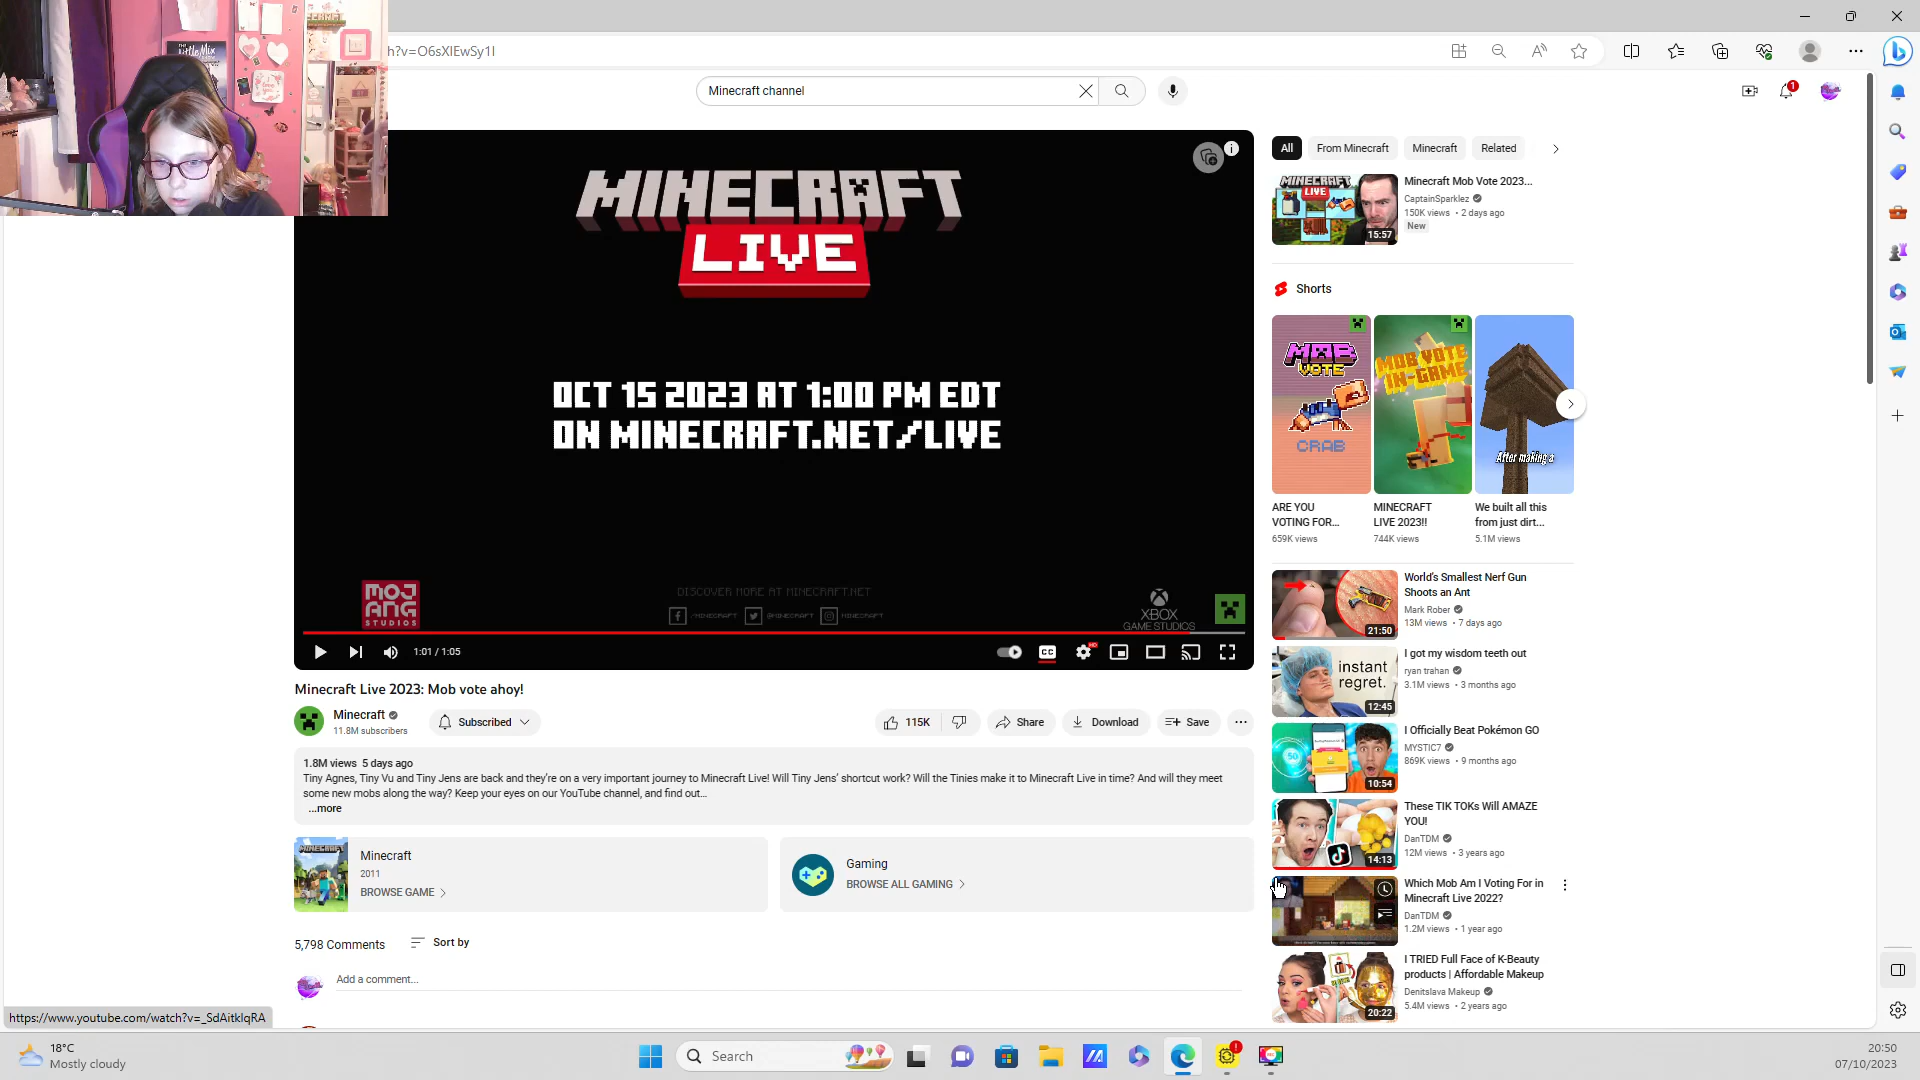 THE
Little Mix
h?v=O6sXIEwSy1I
Minecraft channel
1
MINECRAFT
LIVE
OCT 15 2023 AT 1:00 PM EDT
ON MINECRAFT.NET/LIVE
MOJ
ANG
STUDIOS
DISCOVER MORE AT MINECRAFT.NET
/MINECRAFT @MINECRAFT MINECRAFT
XBOX
GAME STUDIOS
1:01 / 1:05
CC
HD
Minecraft Live 2023: Mob vote ahoy!
Minecraft
11.8M subscribers
Subscribed
115K
Share
Download
Save
1.8M views 5 days ago
Tiny Agnes, Tiny Vu and Tiny Jens are back and they're on a very important journey to Minecraft Live! Will Tiny Jens' shortcut work? Will the Tinies make it to Minecraft Live in time? And will they meet
some new mobs along the way? Keep your eyes on our YouTube channel, and find out...
...more
MINECRAFT
Minecraft
2011
BROWSE GAME
Gaming
BROWSE ALL GAMING
5,798 Comments
Sort by
Add a comment...
https://www.youtube.com/watch?v=_SdAitklqRA
All
From Minecraft
Minecraft
Related
MINECRAFT
LIVE
15:57
Minecraft Mob Vote 2023...
CaptainSparklez
150K views • 2 days ago
New
Shorts
MOB
VOTE
CRAB
MOB VOTE
IN-GAME
After making a
ARE YOU
VOTING FOR...
659K views
MINECRAFT
LIVE 2023!!
744K views
We built all this
from just dirt...
5.1M views
21:50
World's Smallest Nerf Gun
Shoots an Ant
Mark Rober
13M views • 7 days ago
instant
regret.
12:45
I got my wisdom teeth out
ryan trahan
3.1M views • 3 months ago
10:54
I Officially Beat Pokémon GO
MYSTIC7
869K views • 9 months ago
14:13
These TIK TOKs Will AMAZE
YOU!
DanTDM
12M views • 3 years ago
Which Mob Am I Voting For in
Minecraft Live 2022?
DanTDM
1.2M views • 1 year ago
20:22
I TRIED Full Face of K-Beauty
products | Affordable Makeup
Denitslava Makeup
5.4M views • 2 years ago
18°C
Mostly cloudy
Search
20:50
07/10/2023